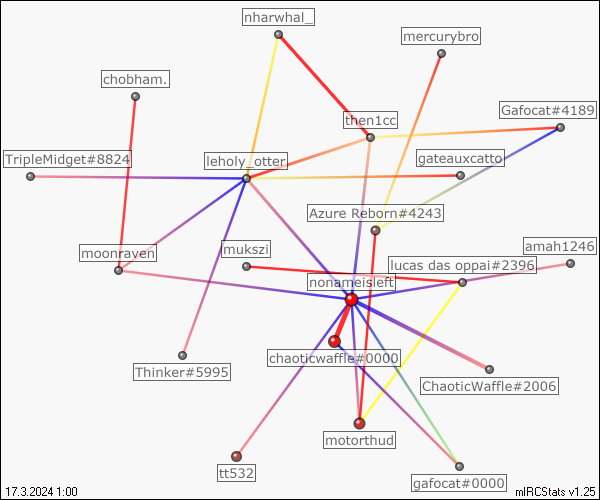 nharwhal_
mercurybro
chobham.
Gafocat#4189
then1cc
TripleMidget#8824
leholy_otter
gateauxcatto
Azure Reborn#4243
moonraven
mukszi
amah1246
lucas das oppai#2396
nonameisleft
chaoticwaffle#0000
Thinker#5995
ChaoticWaffle#2006
motorthud
tt532
gafocat#0000
17.3.2024 1:00
mIRCStats v1.25